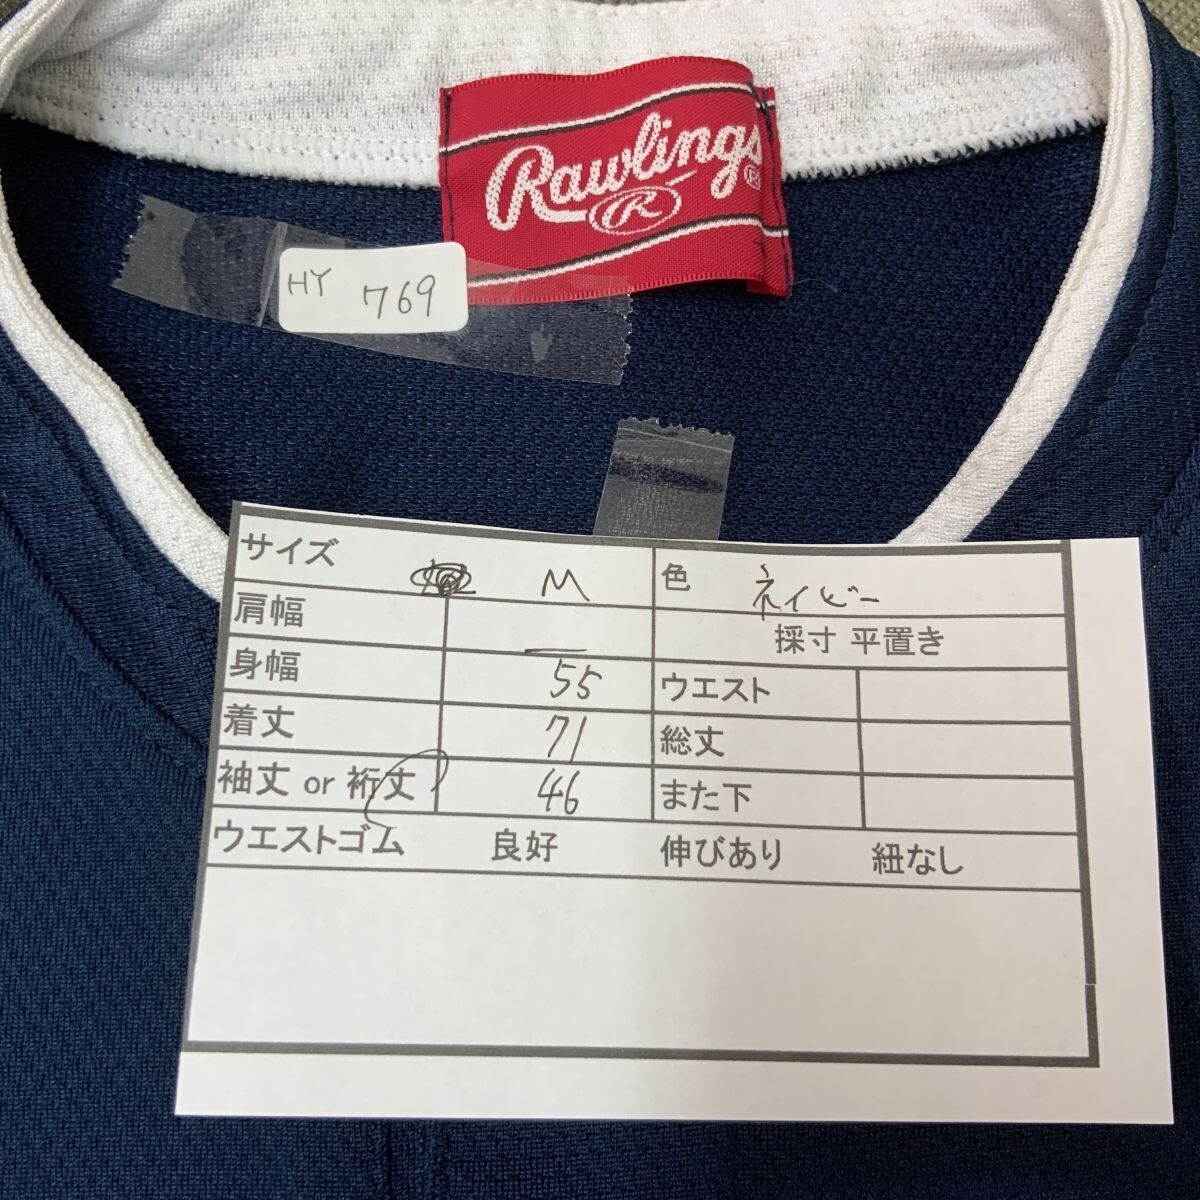 Rawlings
R
HY 769
サイズ M 色 ネイビー
肩幅 — 採寸 平置き
身幅 55 ウエスト
着丈 71 総丈
袖丈 or 裄丈 46 また下
ウエストゴム 良好 伸びあり 紐なし